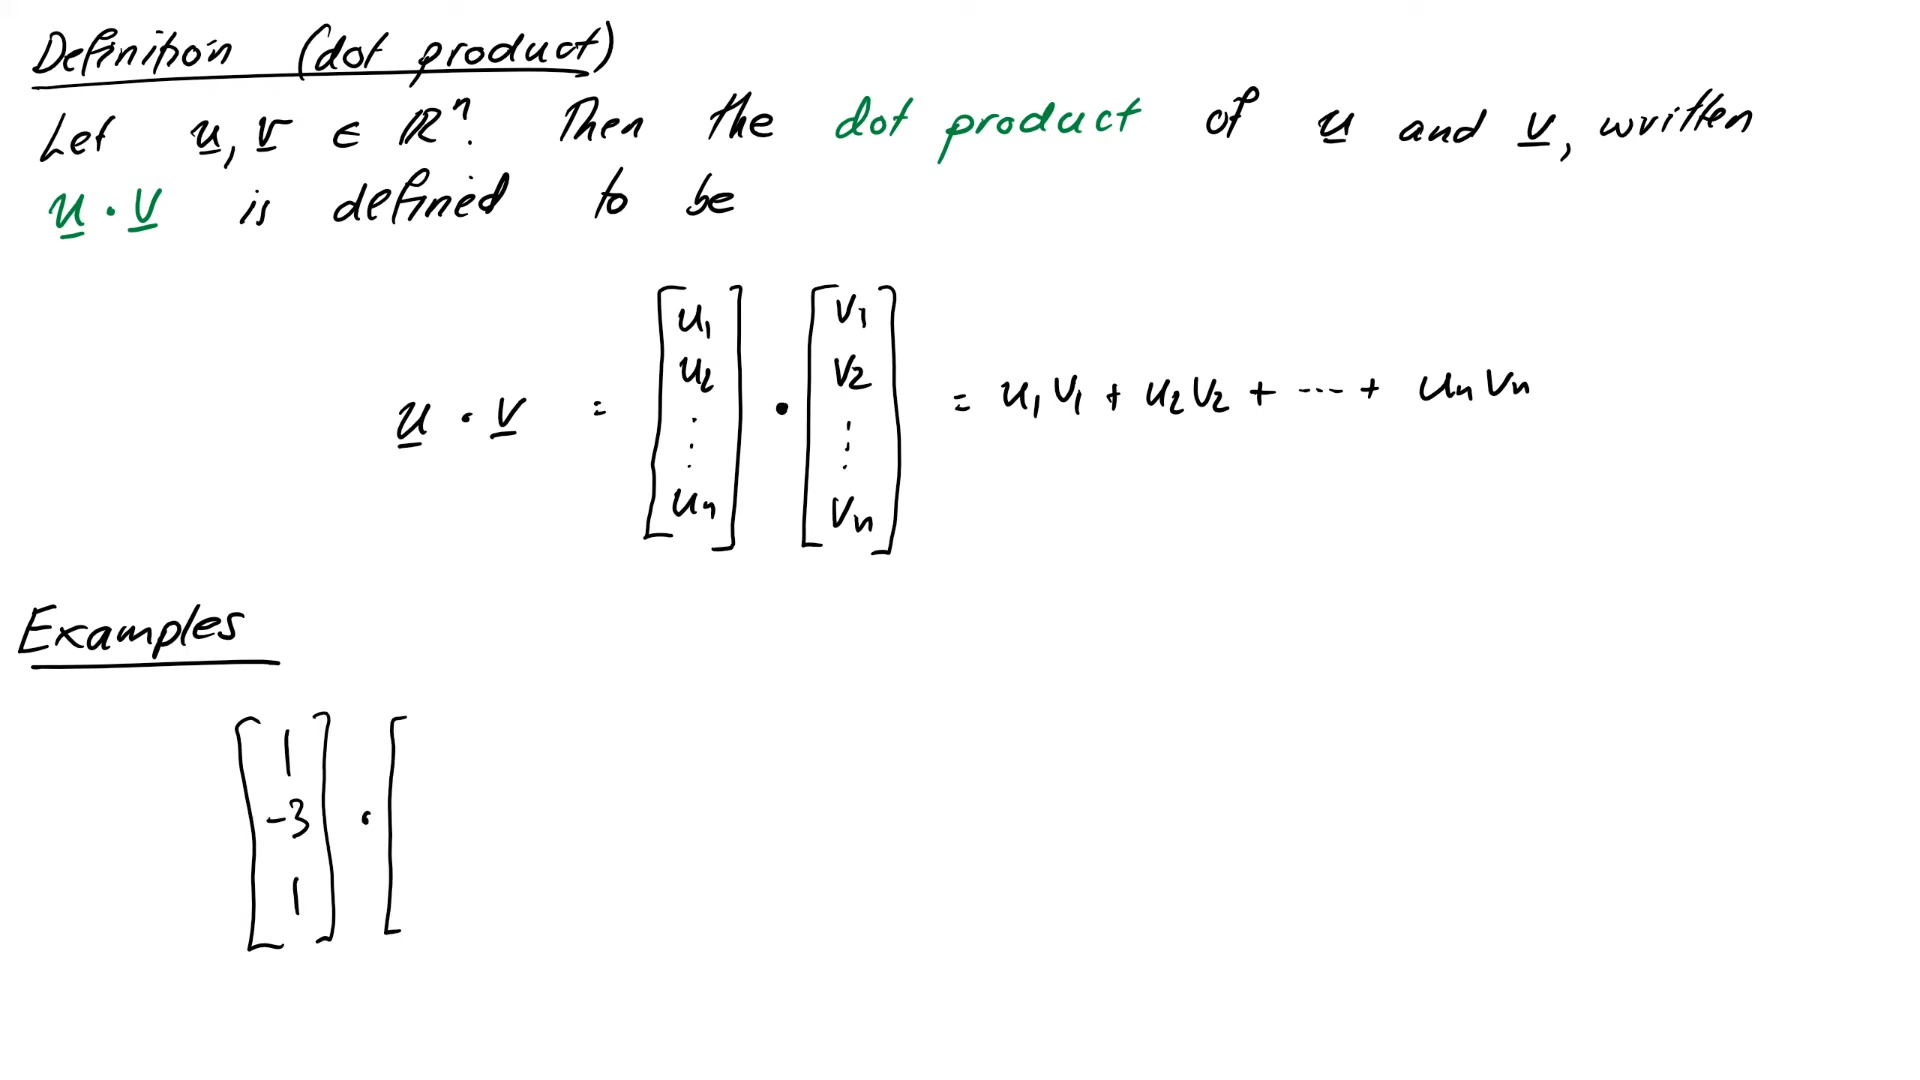 Definition (dot product)
Let u, v ∈ ℝⁿ. Then the dot product of u and v, written
u · v is defined to be
u · v = [u₁ u₂ ⋮ uₙ] · [v₁ v₂ ⋮ vₙ] = u₁v₁ + u₂v₂ + ⋯ + uₙvₙ
Examples
[1 -3 1] · [